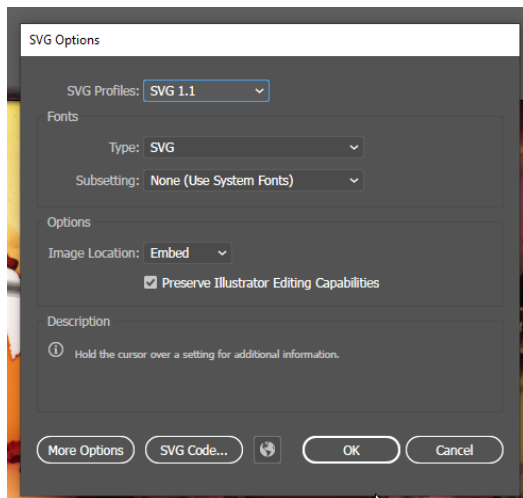 SVG Options
SVG Profiles: SVG 1.1
Fonts
Type: SVG
Subsetting: None (Use System Fonts)
Options
Image Location: Embed
Preserve Illustrator Editing Capabilities
Description
Hold the cursor over a setting for additional information.
More Options SVG Code... OK Cancel